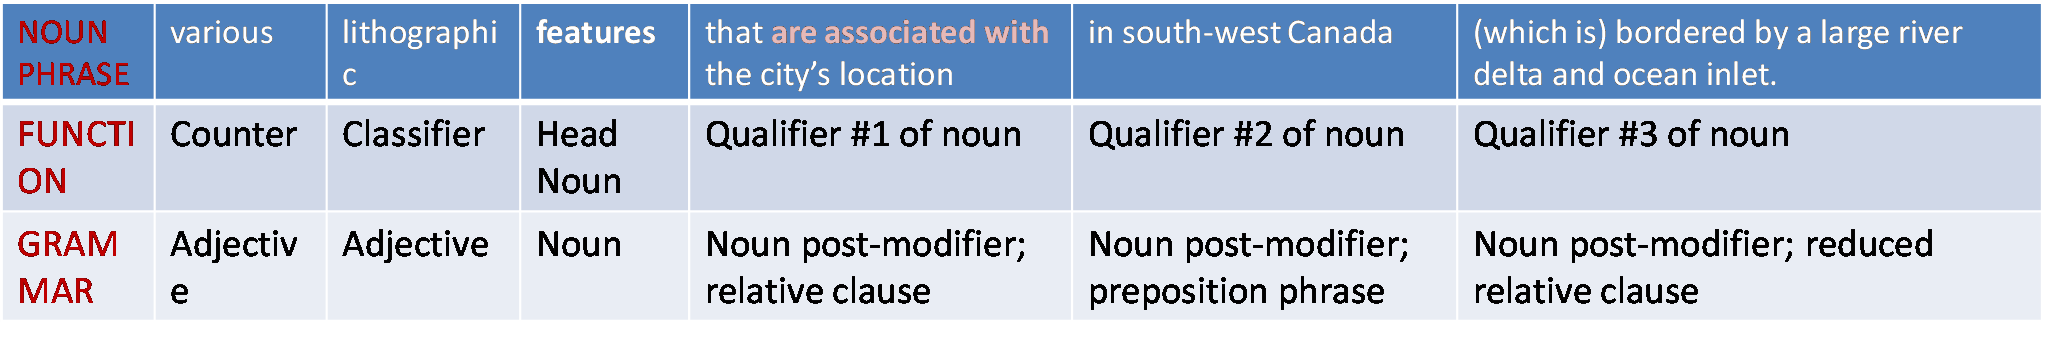 NOUN PHRASE various lithographic features that are associated with the city’s location in south-west Canada (which is) bordered by a large river delta and ocean inlet.
FUNCTION Counter Classifier Head Noun Qualifier #1 of noun Qualifier #2 of noun Qualifier #3 of noun
GRAMMAR Adjective Adjective Noun Noun post-modifier; relative clause Noun post-modifier; preposition phrase Noun post-modifier; reduced relative clause